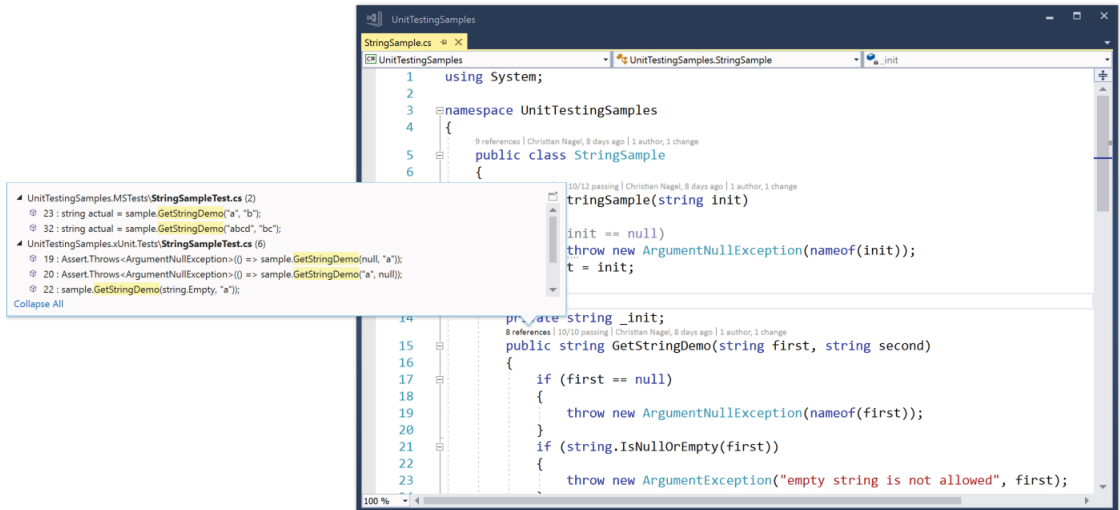 UnitTestingSamples
StringSample.cs
C# UnitTestingSamples
UnitTestingSamples.StringSample
_init
1 using System;
2
3 namespace UnitTestingSamples
4 {
9 references | Christian Nagel, 8 days ago | 1 author, 1 change
5 public class StringSample
6 {
10/12 passing | Christian Nagel, 8 days ago | 1 author, 1 change
tringSample(string init)
init == null)
throw new ArgumentNullException(nameof(init));
t = init;
UnitTestingSamples.MSTests\StringSampleTest.cs (2)
23 : string actual = sample.GetStringDemo("a", "b");
32 : string actual = sample.GetStringDemo("abcd", "bc");
UnitTestingSamples.xUnit.Tests\StringSampleTest.cs (6)
19 : Assert.Throws<ArgumentNullException>(() => sample.GetStringDemo(null, "a"));
20 : Assert.Throws<ArgumentNullException>(() => sample.GetStringDemo("a", null));
22 : sample.GetStringDemo(string.Empty, "a"));
Collapse All
14 private string _init;
8 references | 10/10 passing | Christian Nagel, 8 days ago | 1 author, 1 change
15 public string GetStringDemo(string first, string second)
16 {
17 if (first == null)
18 {
19 throw new ArgumentNullException(nameof(first));
20 }
21 if (string.IsNullOrEmpty(first))
22 {
23 throw new ArgumentException("empty string is not allowed", first);
100 %